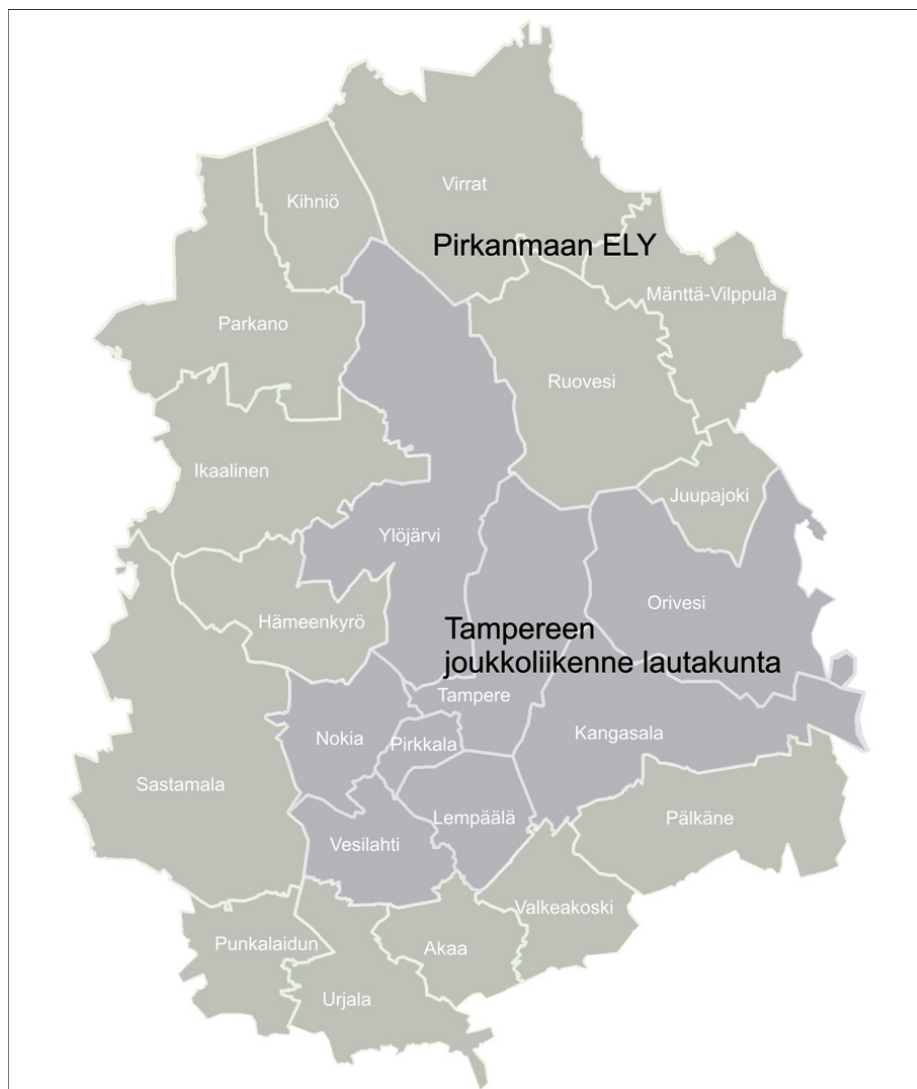 Virrat
Kihniö
Pirkanmaan ELY
Mänttä-Vilppula
Parkano
Ruovesi
Ikaalinen
Juupajoki
Ylöjärvi
Orivesi
Hämeenkyrö
Tampereen
joukkoliikenne lautakunta
Tampere
Kangasala
Nokia
Pirkkala
Sastamala
Lempäälä
Pälkäne
Vesilahti
Valkeakoski
Punkalaidun
Akaa
Urjala